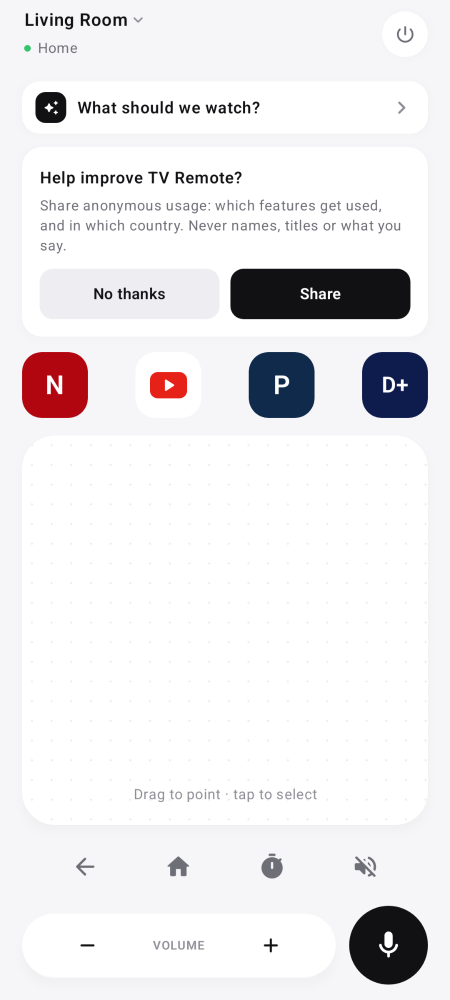 Living Room
Home
What should we watch?
Help improve TV Remote?
Share anonymous usage: which features get used,
and in which country. Never names, titles or what you
say.
No thanks
Share
N
P
D+
Drag to point · tap to select
VOLUME